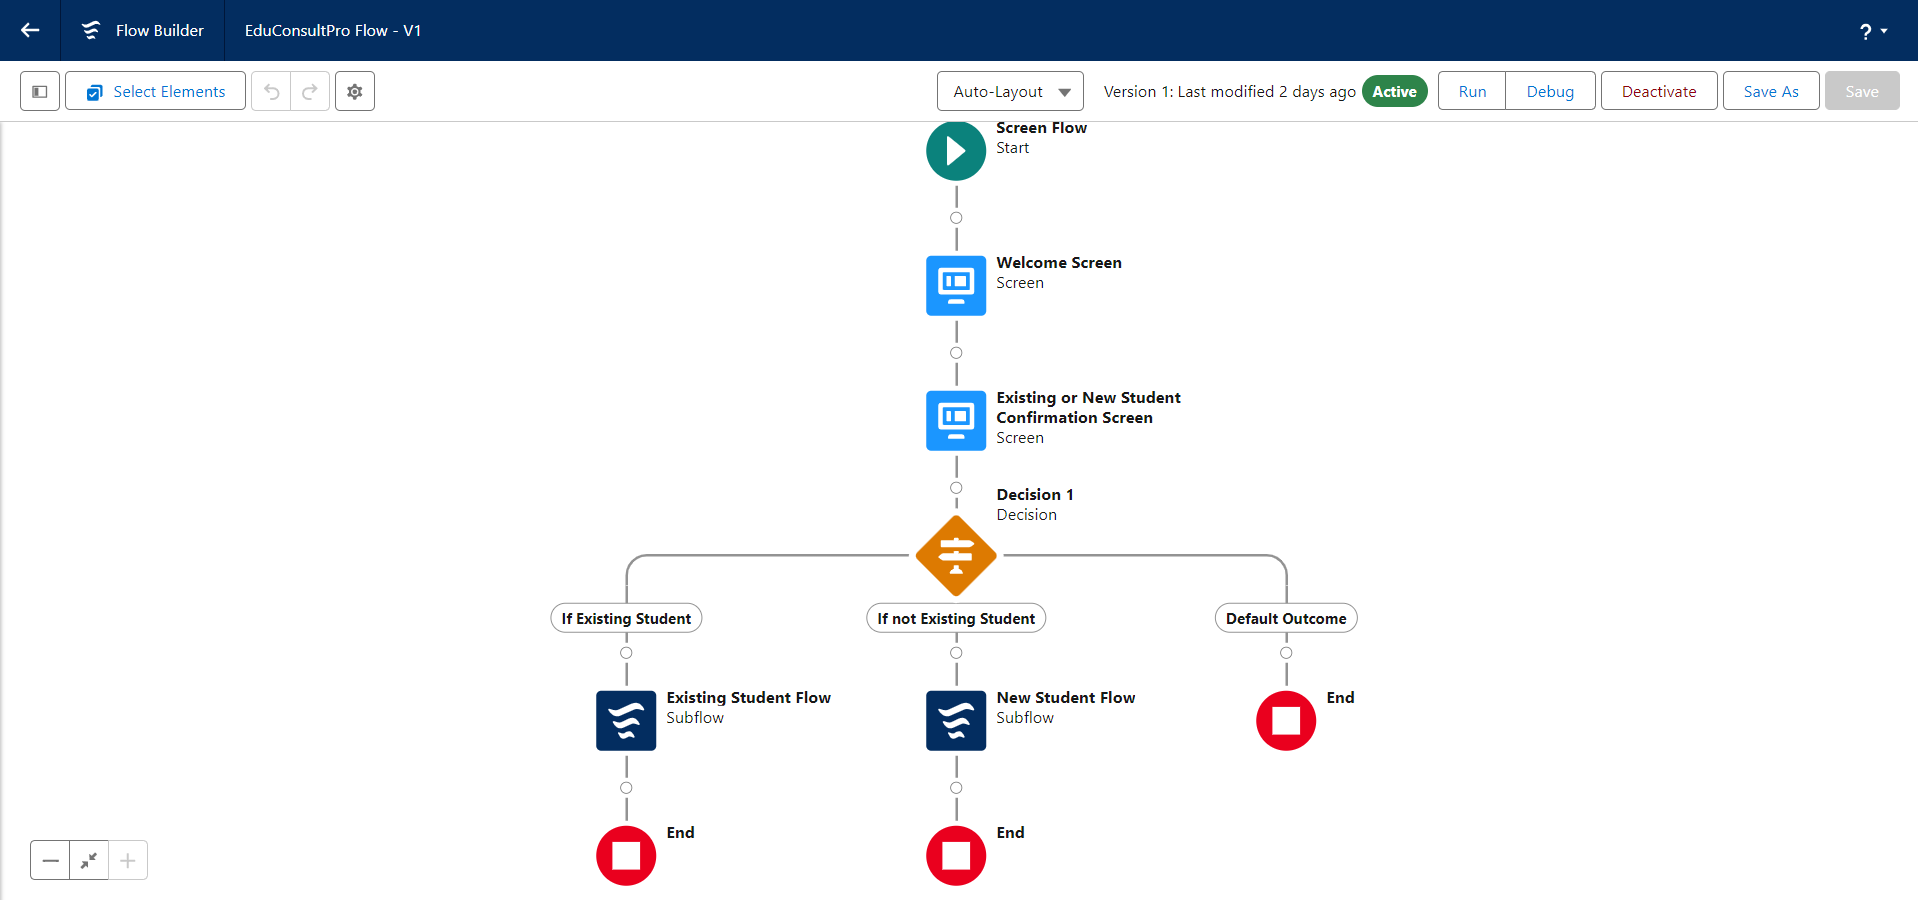 Flow Builder
EduConsultPro Flow - V1
?
Select Elements
Auto-Layout
Version 1: Last modified 2 days ago
Active
Run
Debug
Deactivate
Save As
Save
Screen Flow
Start
Welcome Screen
Screen
Existing or New Student
Confirmation Screen
Screen
Decision 1
Decision
If Existing Student
If not Existing Student
Default Outcome
Existing Student Flow
Subflow
New Student Flow
Subflow
End
End
End